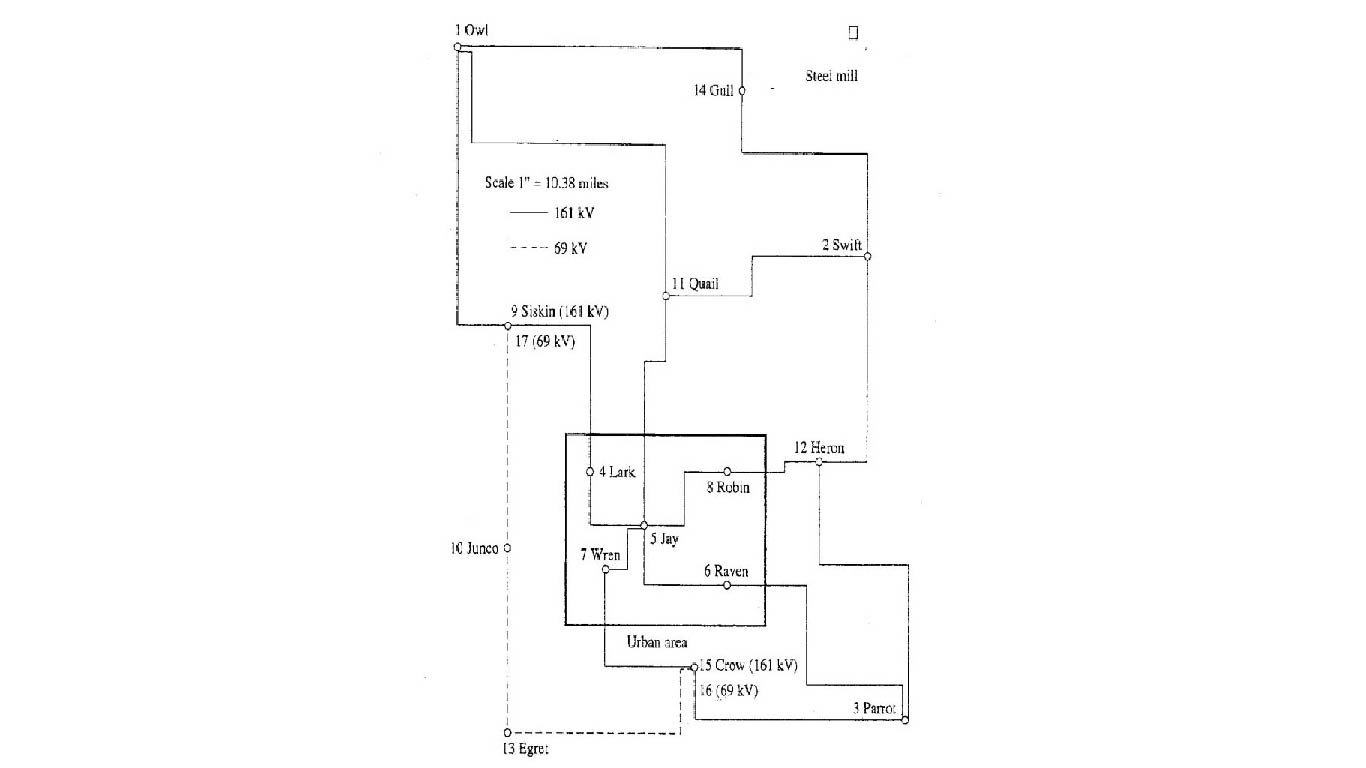 1 Owl
Steel mill
14 Gull
Scale 1" = 10.38 miles
161 kV
69 kV
2 Swift
11 Quail
9 Siskin (161 kV)
17 (69 kV)
12 Heron
4 Lark
8 Robin
5 Jay
10 Junco
7 Wren
6 Raven
Urban area
15 Crow (161 kV)
16 (69 kV)
3 Parrot
13 Egret